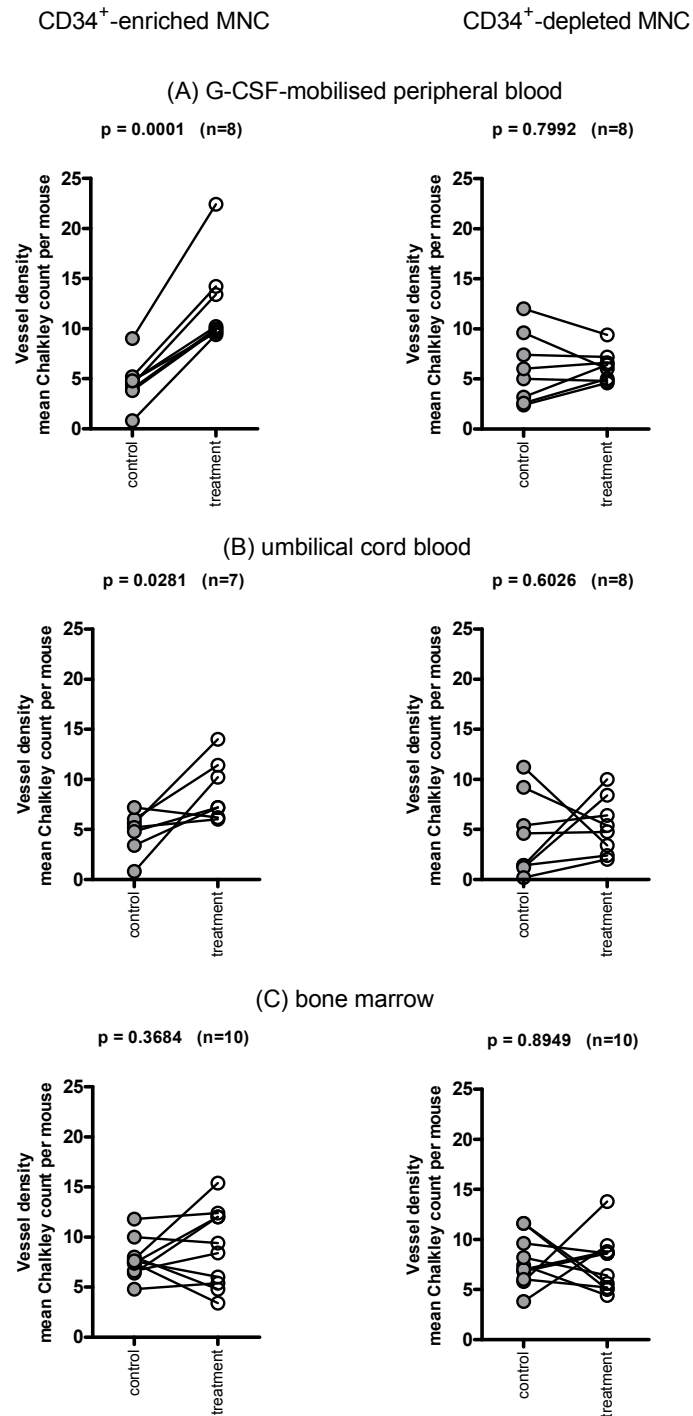 CD34⁺-enriched MNC CD34⁺-depleted MNC
(A) G-CSF-mobilised peripheral blood
p = 0.0001 (n=8) p = 0.7992 (n=8)
Vessel density
mean Chalkley count per mouse
25
20
15
10
5
0
control
treatment
Vessel density
mean Chalkley count per mouse
25
20
15
10
5
0
control
treatment
(B) umbilical cord blood
p = 0.0281 (n=7) p = 0.6026 (n=8)
Vessel density
mean Chalkley count per mouse
25
20
15
10
5
0
control
treatment
Vessel density
mean Chalkley count per mouse
25
20
15
10
5
0
control
treatment
(C) bone marrow
p = 0.3684 (n=10) p = 0.8949 (n=10)
Vessel density
mean Chalkley count per mouse
25
20
15
10
5
0
control
treatment
Vessel density
mean Chalkley count per mouse
25
20
15
10
5
0
control
treatment